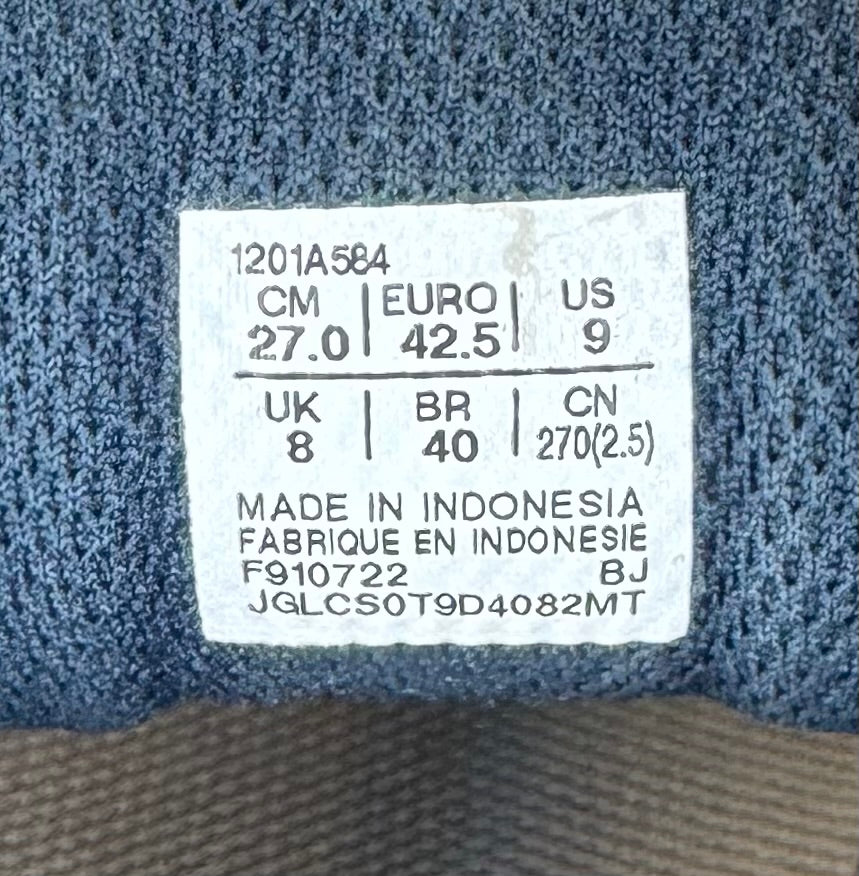 1201A584
CM | EURO | US
27.0 | 42.5 | 9
UK | BR | CN
8 | 40 | 270(2.5)
MADE IN INDONESIA
FABRIQUE EN INDONESIE
F910722 BJ
JGLCSOT9D4082MT